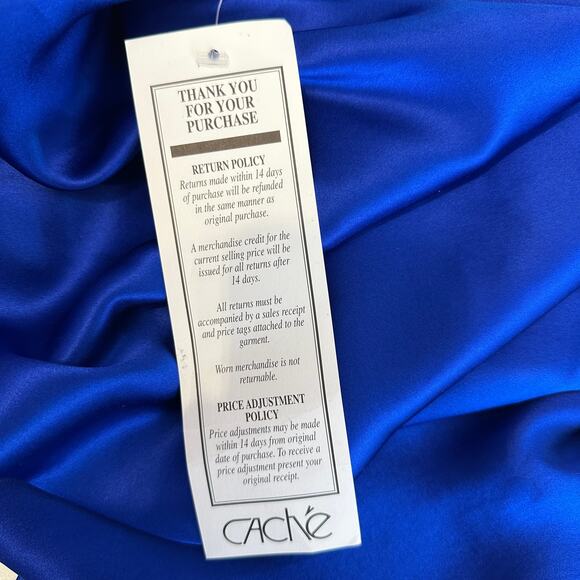 THANK YOU
FOR YOUR
PURCHASE
RETURN POLICY
Returns made within 14 days
of purchase will be refunded
in the same manner as
original purchase.
A merchandise credit for the
current selling price will be
issued for all returns after
14 days.
All returns must be
accompanied by a sales receipt
and price tags attached to the
garment.
Worn merchandise is not
returnable.
PRICE ADJUSTMENT
POLICY
Price adjustments may be made
within 14 days from original
date of purchase. To receive a
price adjustment present your
original receipt.
CACHÉ